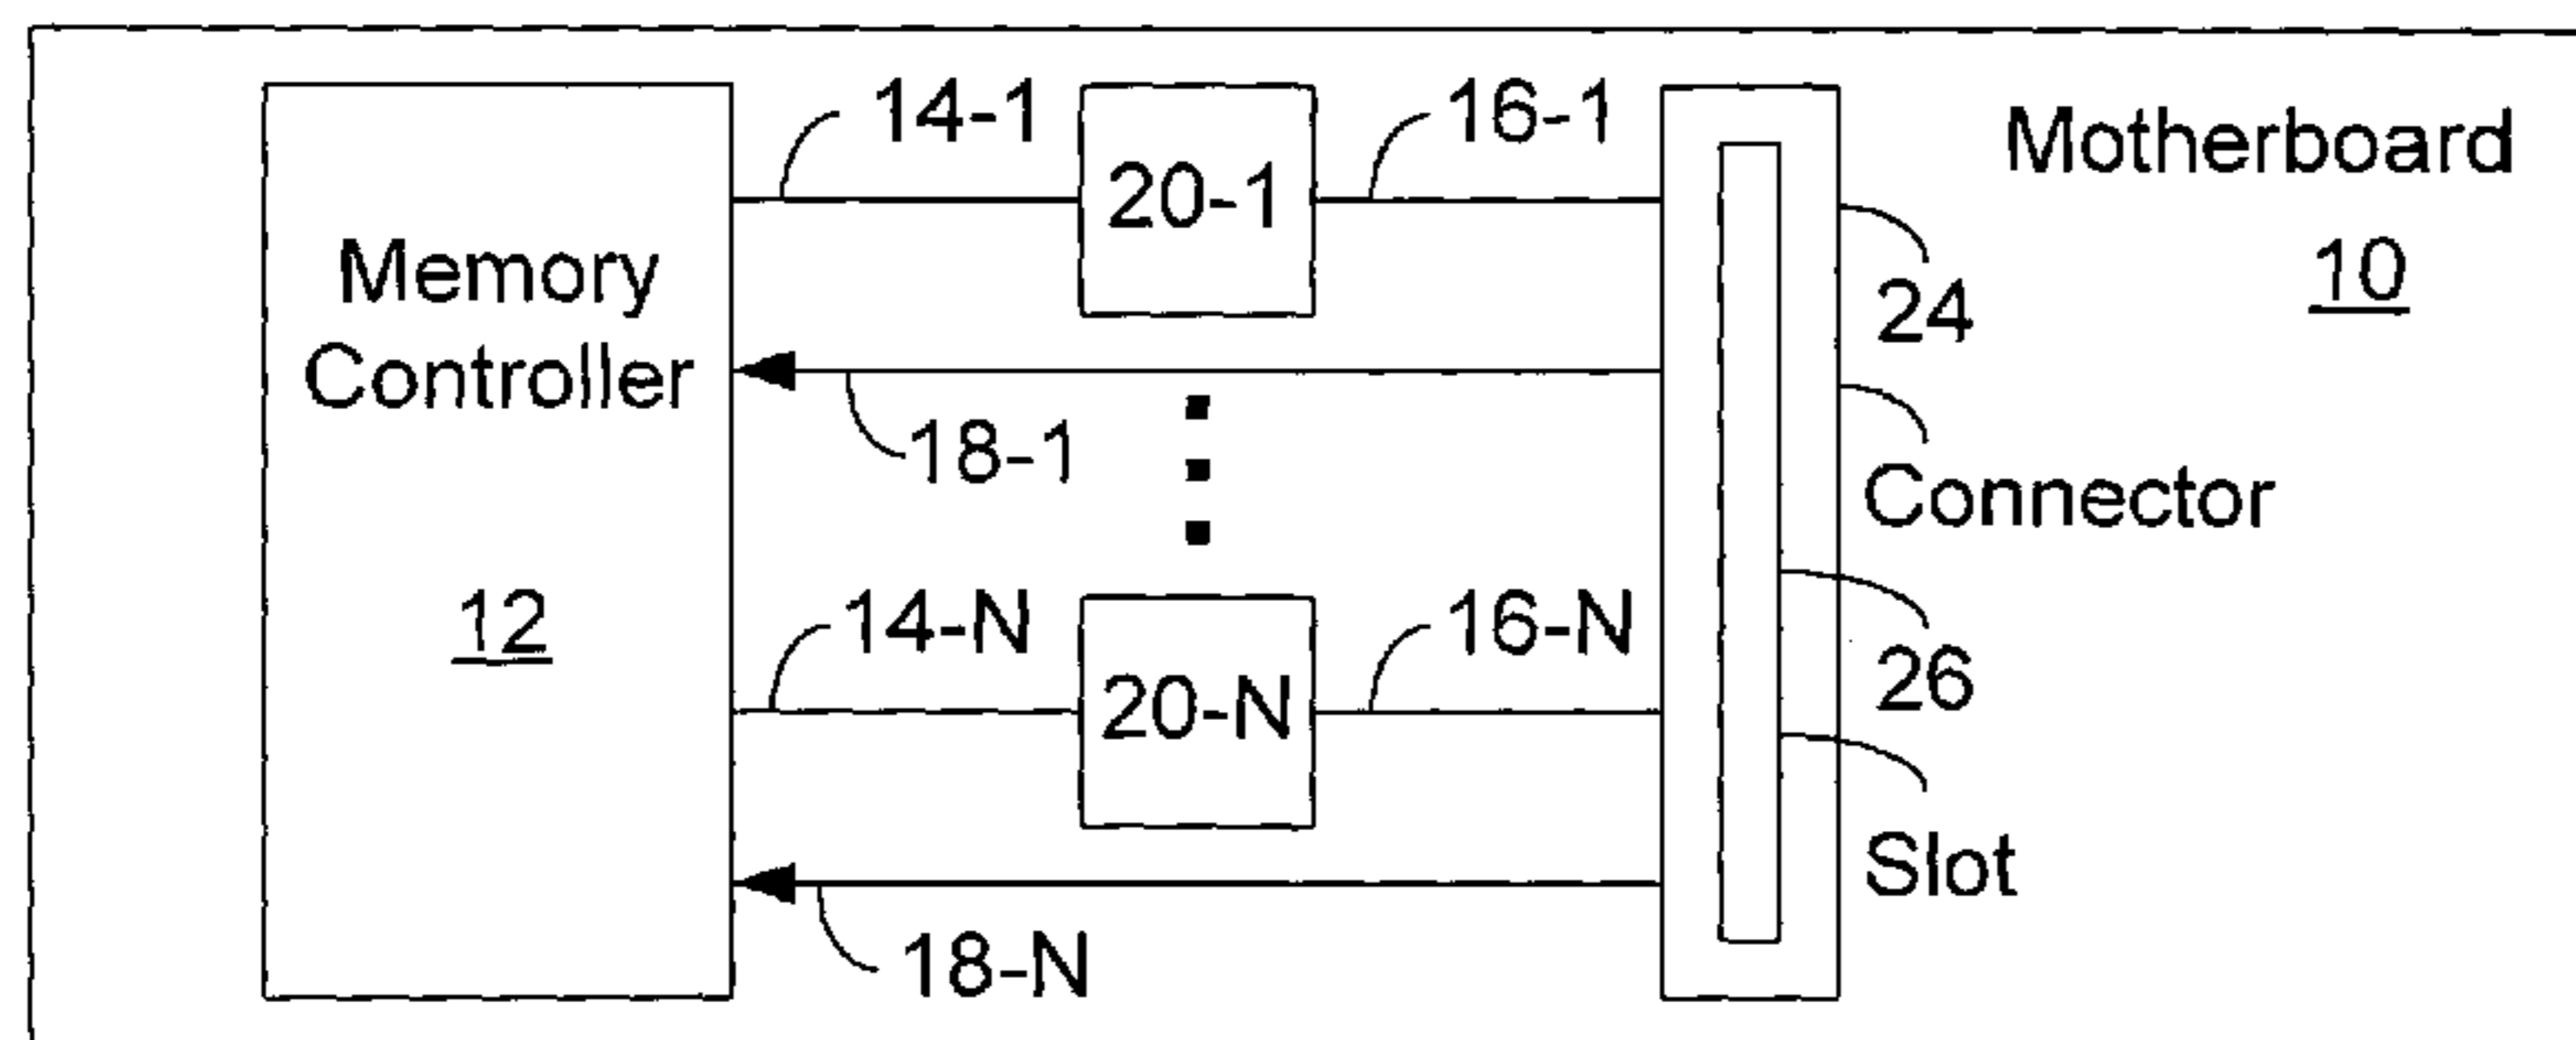 14-1
20-1
16-1
Motherboard
10
Memory
Controller
24
18-1
Connector
12
14-N
20-N
16-N
26
Slot
18-N